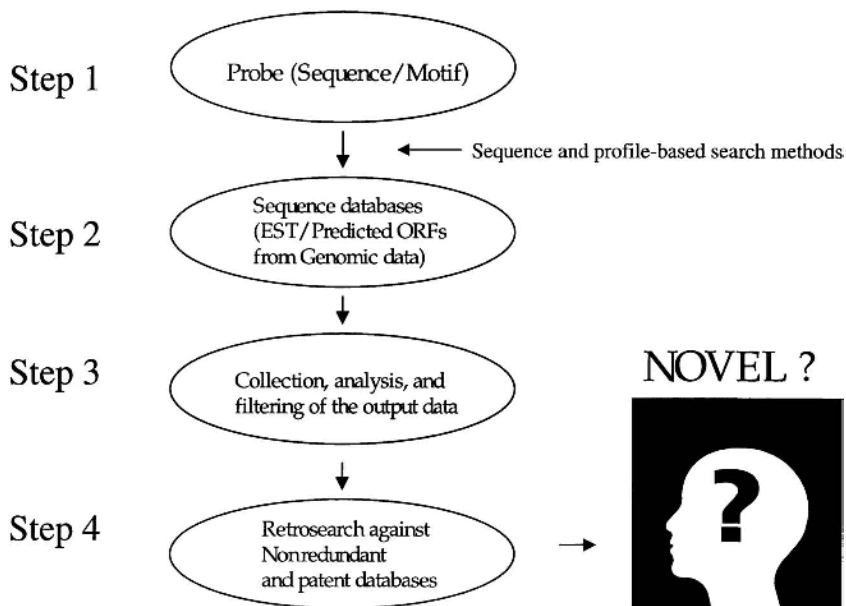 Step 1
Probe (Sequence/Motif)
Sequence and profile-based search methods
Step 2
Sequence databases
(EST/Predicted ORFs
from Genomic data)
Step 3
Collection, analysis, and
filtering of the output data
NOVEL ?
?
Step 4
Retrosearch against
Nonredundant
and patent databases